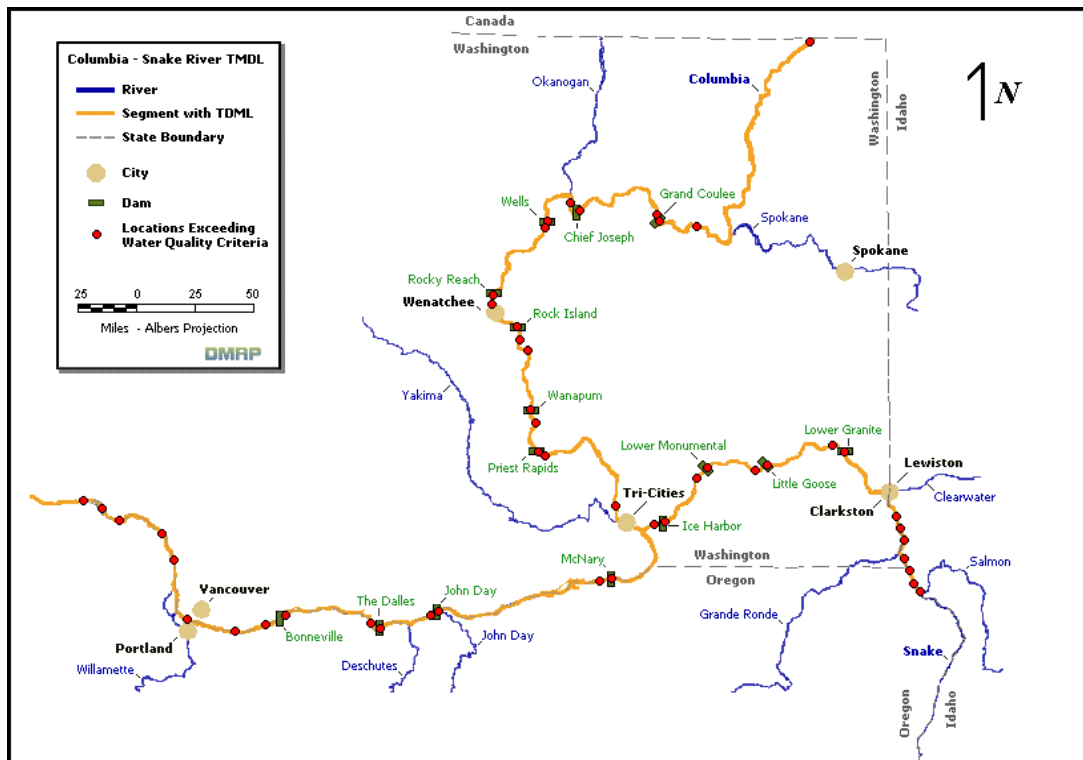 Canada
Washington
Columbia - Snake River TMDL
River
Segment with TDML
State Boundary
City
Dam
Locations Exceeding
Water Quality Criteria
25 0 25 50
Miles - Albers Projection
DMAP
Okanogan
Columbia
Washington
Idaho
N
Wells
Grand Coulee
Chief Joseph
Spokane
Spokane
Rocky Reach
Wenatchee
Rock Island
Yakima
Wanapum
Priest Rapids
Lower Monumental
Lower Granite
Little Goose
Lewiston
Clearwater
Clarkston
Tri-Cities
Ice Harbor
McNary
Washington
Oregon
Salmon
Vancouver
The Dalles
John Day
Grande Ronde
Portland
Bonneville
John Day
Willamette
Deschutes
Snake
Oregon
Idaho